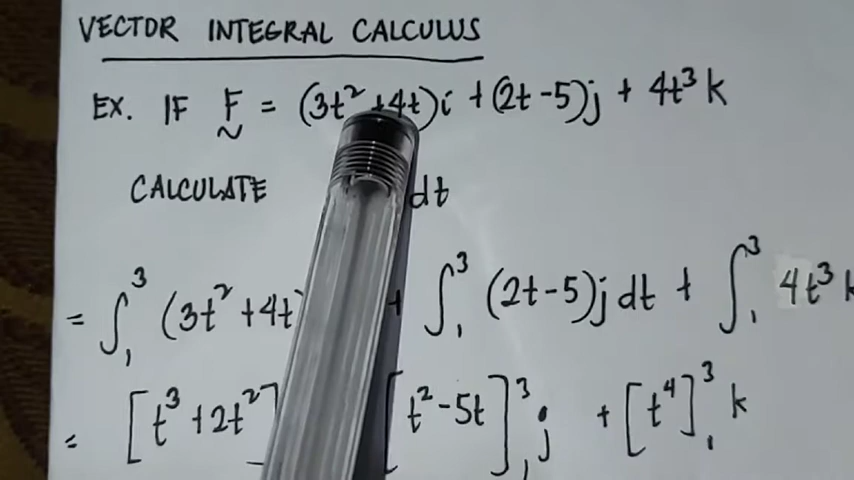 VECTOR INTEGRAL CALCULUS
EX. IF F = (3t² + 4t)i + (2t - 5)j + 4t³ k
CALCULATE dt
= ∫₁³ (3t² + 4t + ∫₁³ (2t - 5)j dt + ∫₁³ 4t³ k
= [t³ + 2t²] [t² - 5t]₁³ j + [t⁴]₁³ k